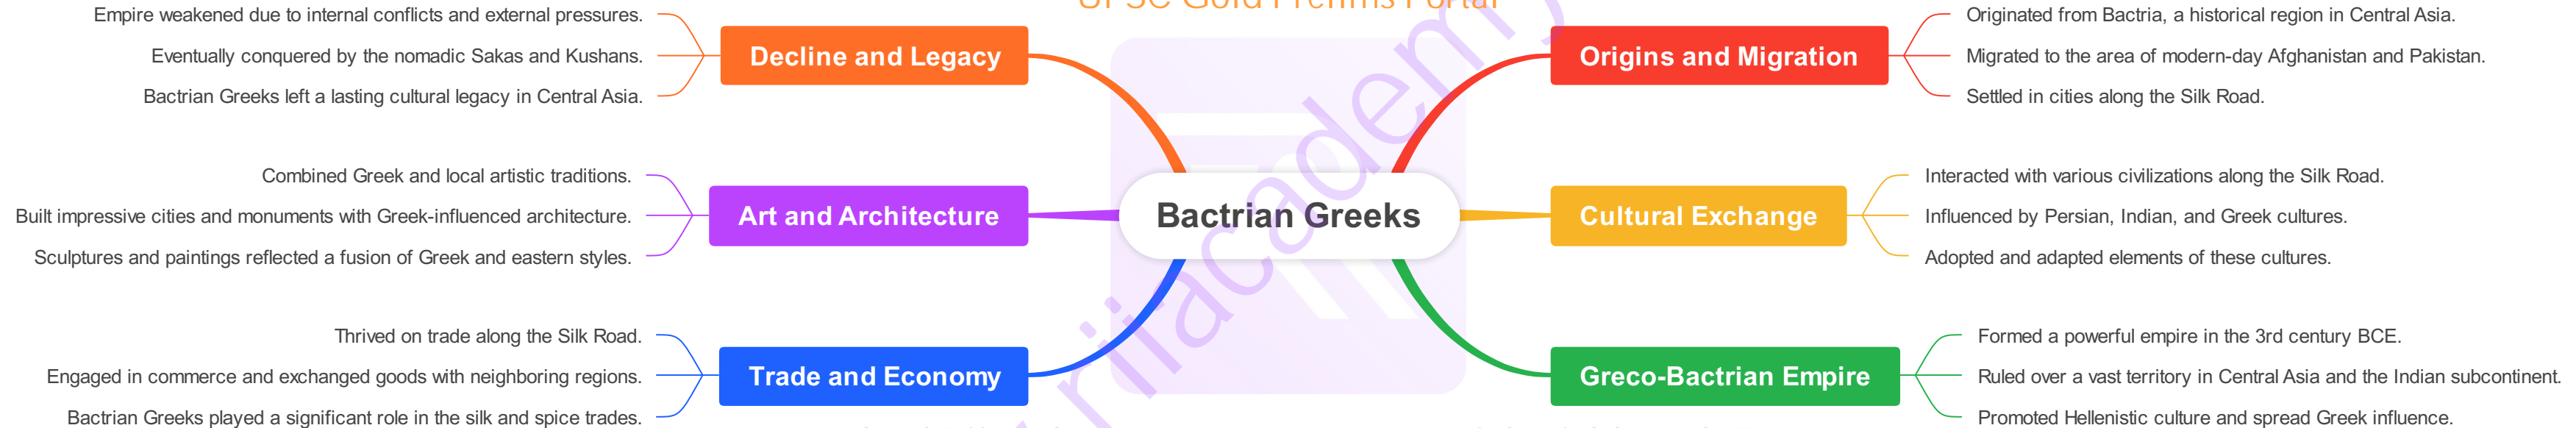 UPSC Gold Prelims Portal
Decline and Legacy
Empire weakened due to internal conflicts and external pressures.
Eventually conquered by the nomadic Sakas and Kushans.
Bactrian Greeks left a lasting cultural legacy in Central Asia.
Art and Architecture
Combined Greek and local artistic traditions.
Built impressive cities and monuments with Greek-influenced architecture.
Sculptures and paintings reflected a fusion of Greek and eastern styles.
Trade and Economy
Thrived on trade along the Silk Road.
Engaged in commerce and exchanged goods with neighboring regions.
Bactrian Greeks played a significant role in the silk and spice trades.
Bactrian Greeks
Origins and Migration
Originated from Bactria, a historical region in Central Asia.
Migrated to the area of modern-day Afghanistan and Pakistan.
Settled in cities along the Silk Road.
Cultural Exchange
Interacted with various civilizations along the Silk Road.
Influenced by Persian, Indian, and Greek cultures.
Adopted and adapted elements of these cultures.
Greco-Bactrian Empire
Formed a powerful empire in the 3rd century BCE.
Ruled over a vast territory in Central Asia and the Indian subcontinent.
Promoted Hellenistic culture and spread Greek influence.